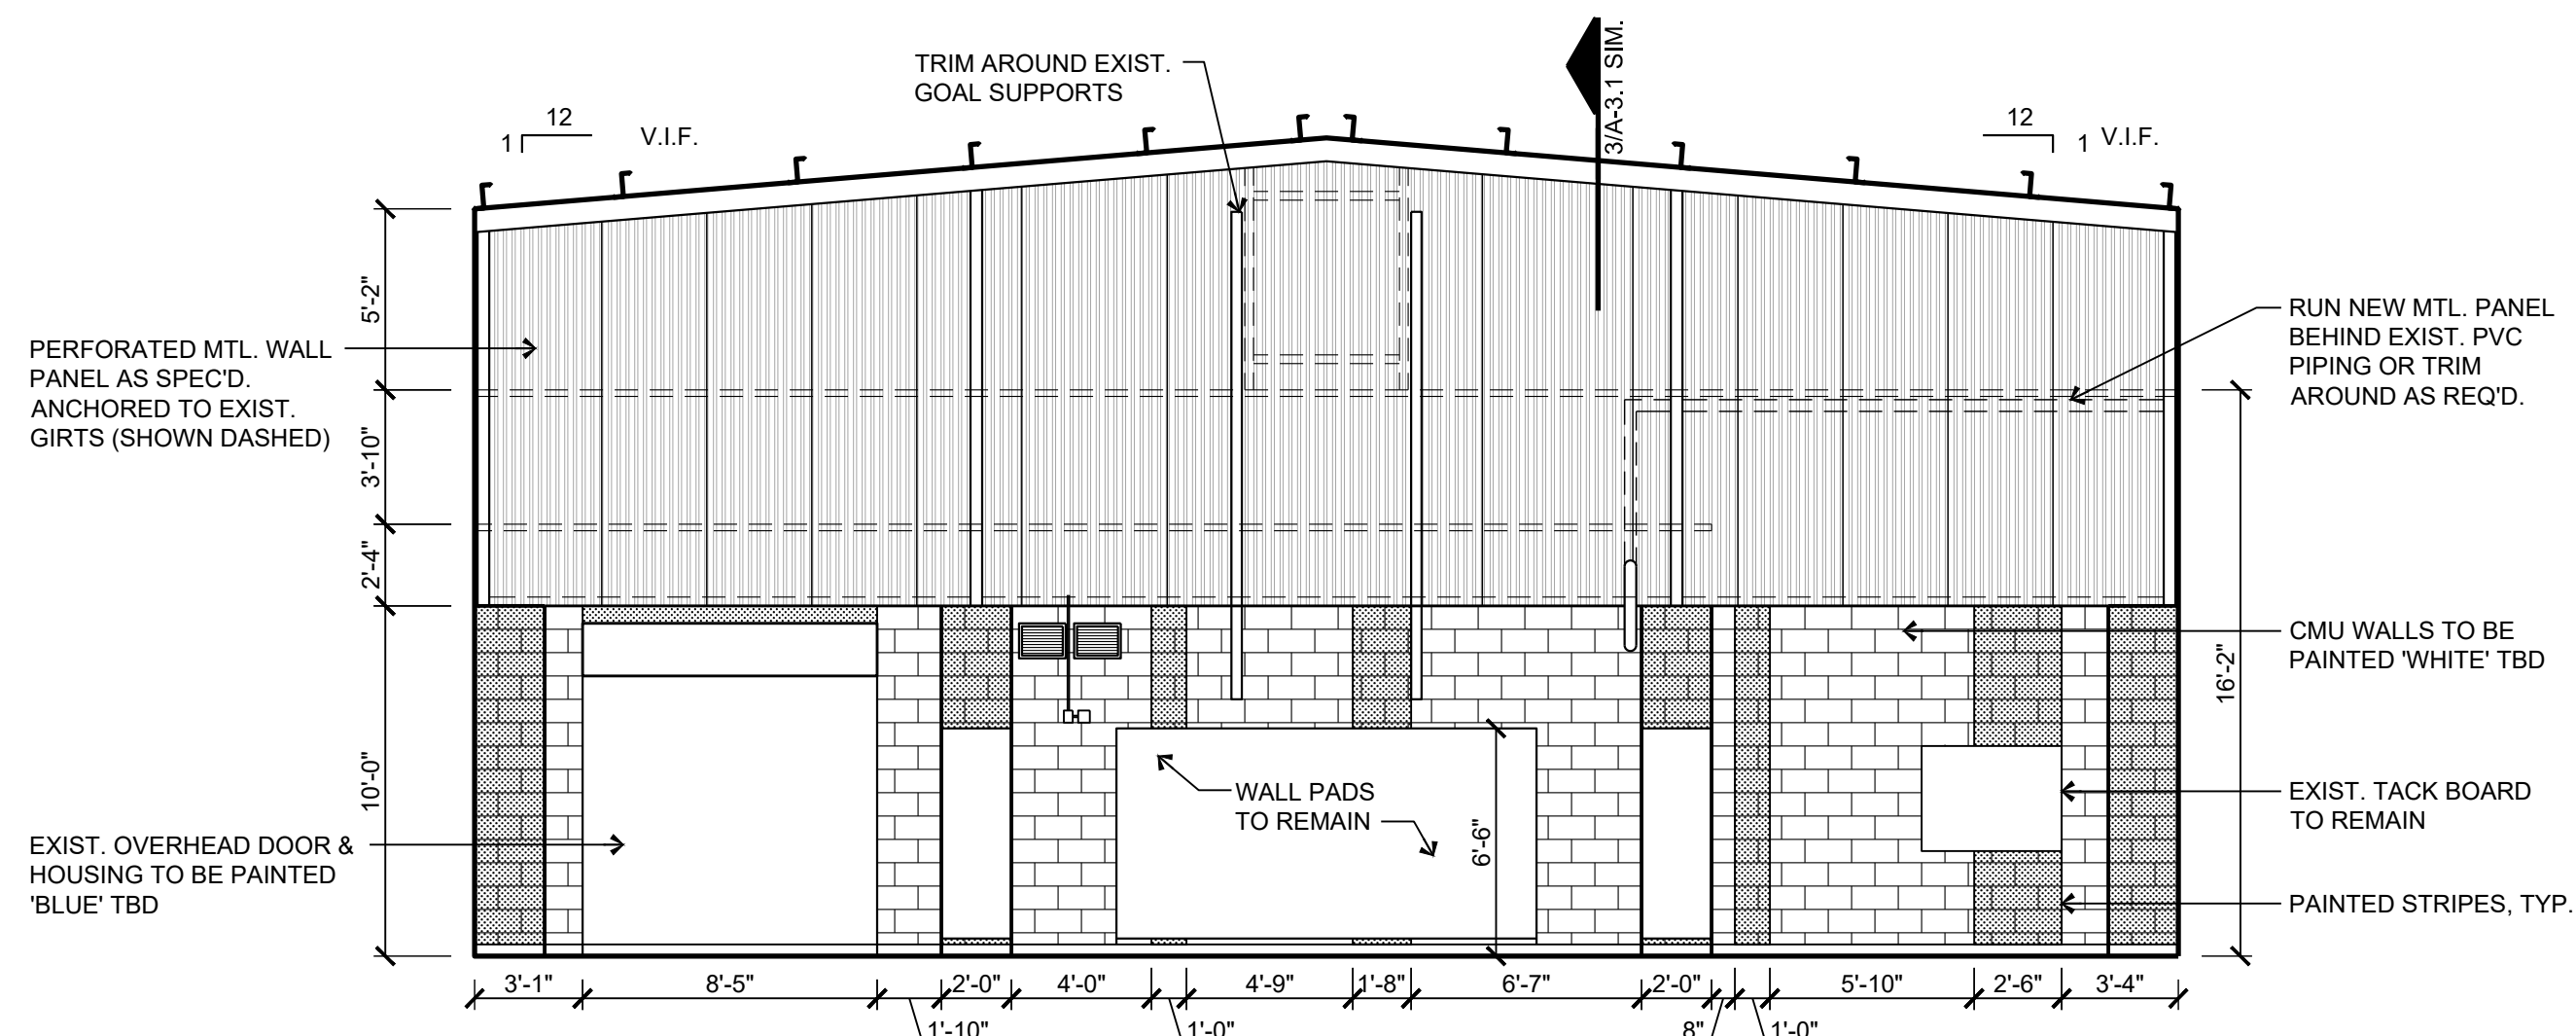 TRIM AROUND EXIST.
GOAL SUPPORTS
3/A-3.1 SIM.
12
1
V.I.F.
12
1
V.I.F.
5'-2"
3'-10"
2'-4"
10'-0"
PERFORATED MTL. WALL
PANEL AS SPEC'D.
ANCHORED TO EXIST.
GIRTS (SHOWN DASHED)
EXIST. OVERHEAD DOOR &
HOUSING TO BE PAINTED
'BLUE' TBD
WALL PADS
TO REMAIN
6'-6"
RUN NEW MTL. PANEL
BEHIND EXIST. PVC
PIPING OR TRIM
AROUND AS REQ'D.
CMU WALLS TO BE
PAINTED 'WHITE' TBD
16'-2"
EXIST. TACK BOARD
TO REMAIN
PAINTED STRIPES, TYP.
3'-1"
8'-5"
1'-10"
2'-0"
4'-0"
1'-0"
4'-9"
1'-8"
6'-7"
2'-0"
8"
1'-0"
5'-10"
2'-6"
3'-4"